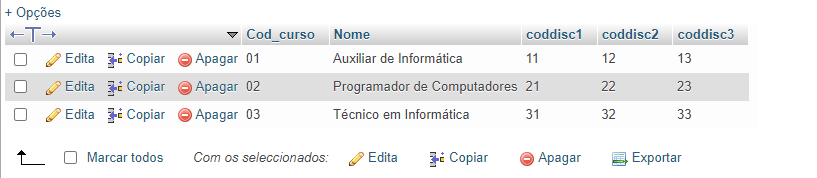 + Opções
Cod_curso Nome coddisc1 coddisc2 coddisc3
Edita Copiar Apagar 01 Auxiliar de Informática 11 12 13
Edita Copiar Apagar 02 Programador de Computadores 21 22 23
Edita Copiar Apagar 03 Técnico em Informática 31 32 33
Marcar todos Com os seleccionados: Edita Copiar Apagar Exportar